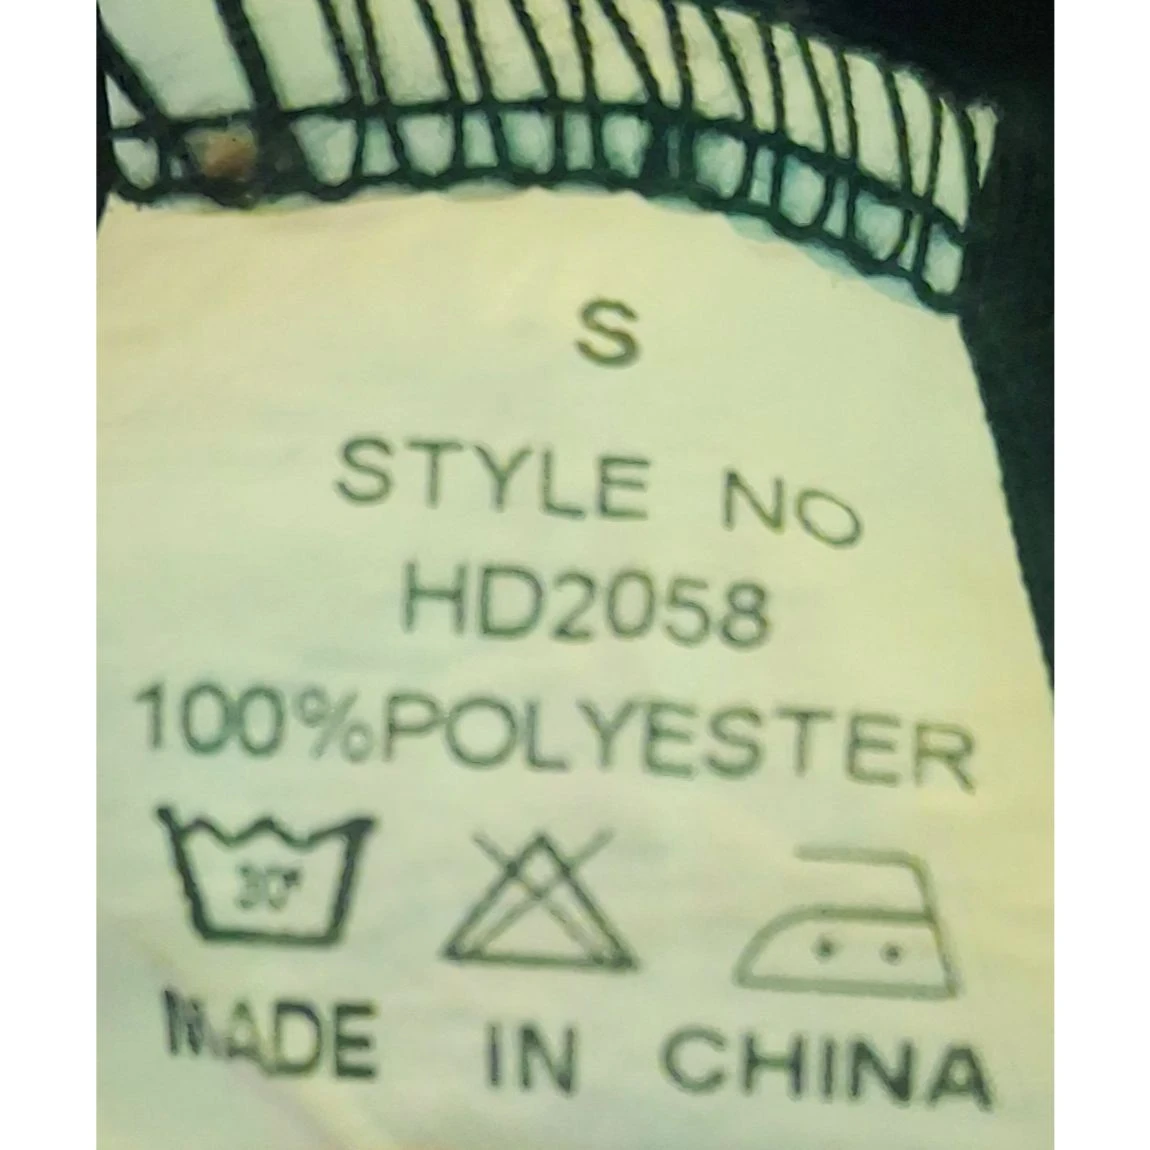 S
STYLE NO
HD2058
100%POLYESTER
30°
MADE IN CHINA